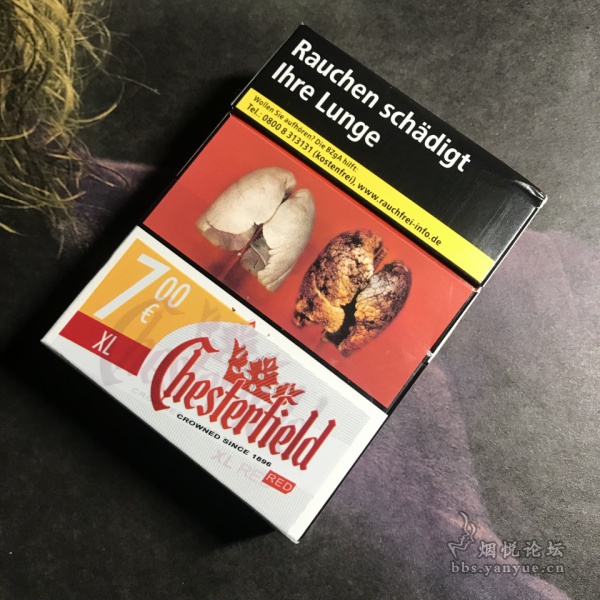 Rauchen schädigt
Ihre Lunge
Wollen Sie aufhören? Die BZgA hilft:
Tel.: 0800 8 313131 (kostenfrei), www.rauchfrei-info.de
7 00
€
XL
Chesterfield
CROWNED SINCE 1896
XL RE
RED
烟悦论坛
bbs.yanyue.cn